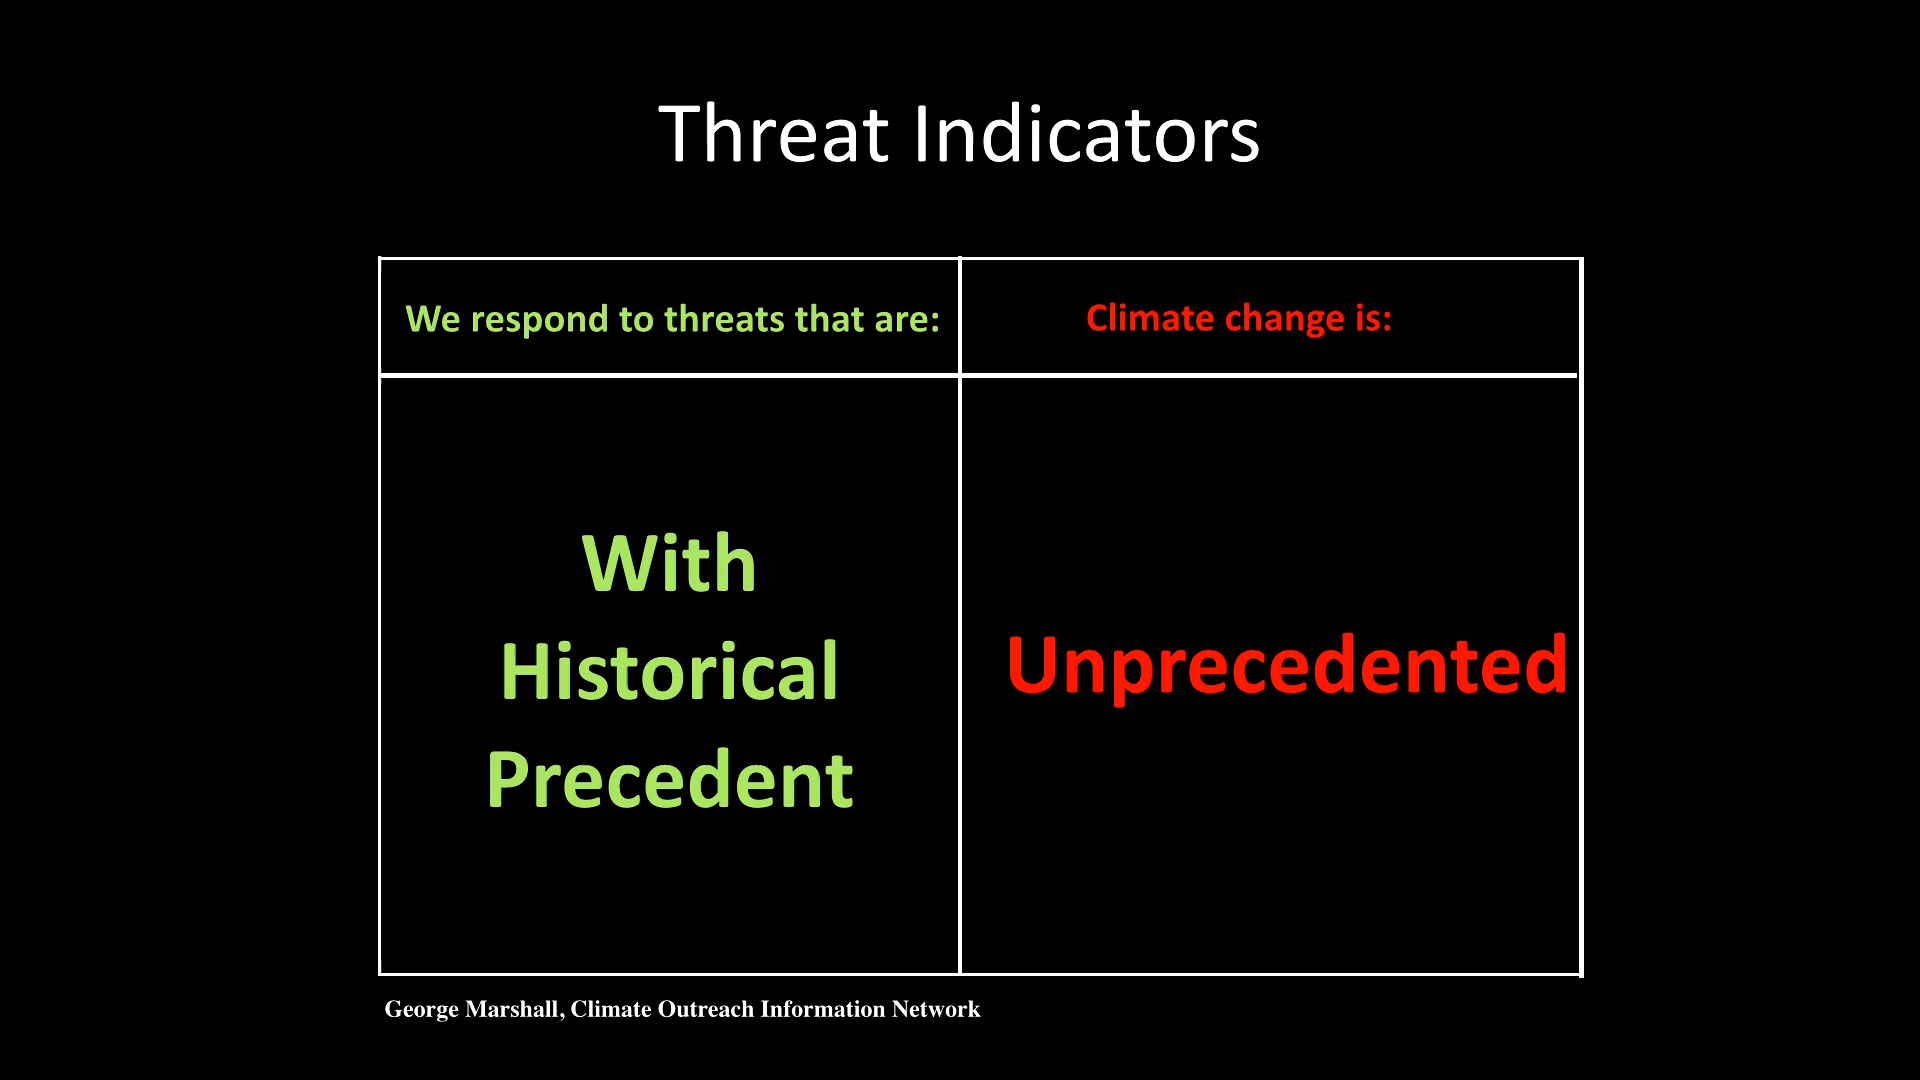 Threat Indicators
We respond to threats that are:
Climate change is:
With
Historical
Precedent
Unprecedented
George Marshall, Climate Outreach Information Network